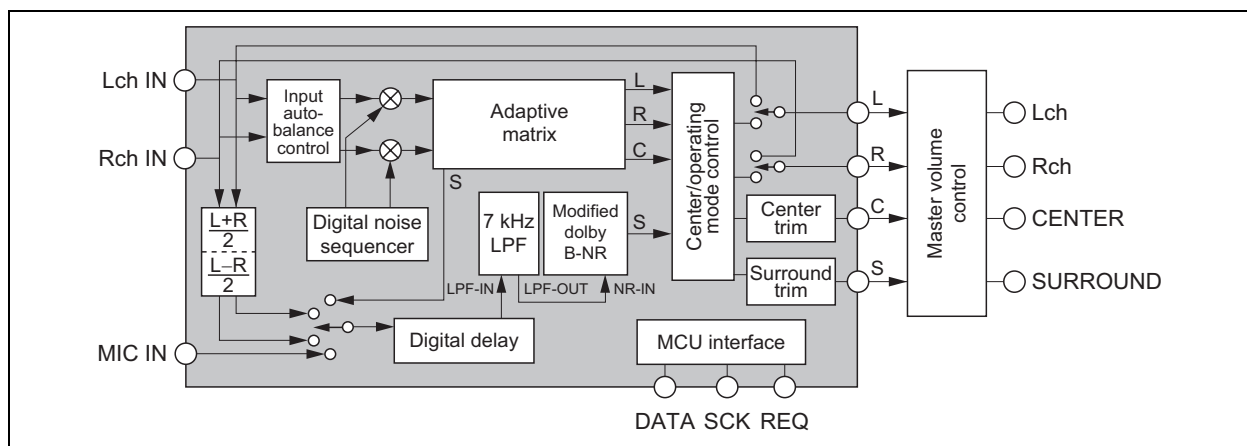 Lch IN
Rch IN
MIC IN
Input
auto-
balance
control
L+R
2
L–R
2
Digital noise
sequencer
Adaptive
matrix
L
R
C
S
7 kHz
LPF
Modified
dolby
B-NR
S
LPF-IN
LPF-OUT
NR-IN
Digital delay
Center/operating
mode control
Center
trim
Surround
trim
MCU interface
DATA SCK REQ
L
R
C
S
Master volume
control
Lch
Rch
CENTER
SURROUND